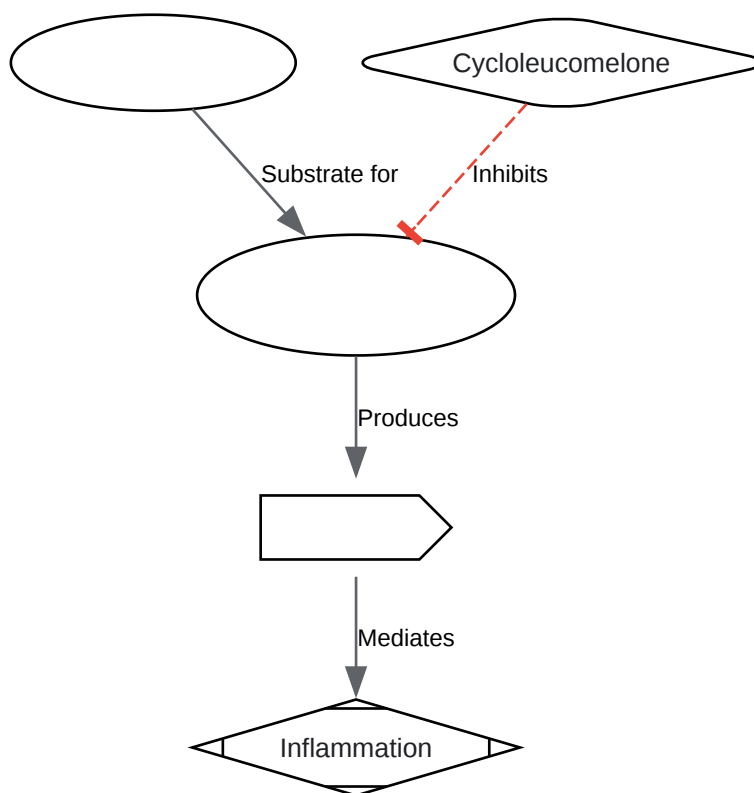 Cycloleucomelone
Substrate for
Inhibits
Produces
Mediates
Inflammation